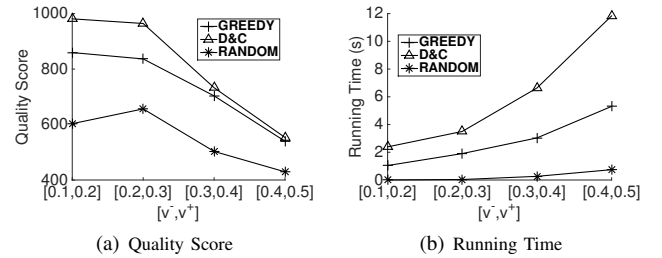 1000
800
600
400
Quality Score
GREEDY
D&C
RANDOM
[0.1,0.2] [0.2,0.3] [0.3,0.4] [0.4,0.5]
[v-,v+]
(a) Quality Score
12
10
8
6
4
2
0
Running Time (s)
GREEDY
D&C
RANDOM
[0.1,0.2] [0.2,0.3] [0.3,0.4] [0.4,0.5]
[v-,v+]
(b) Running Time